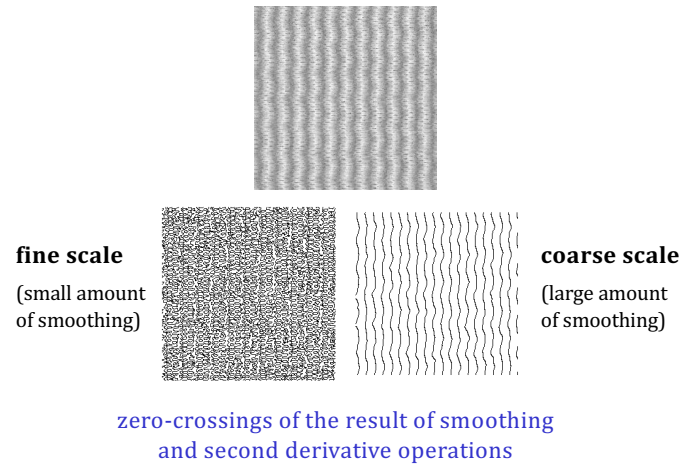 fine scale
(small amount
of smoothing)
coarse scale
(large amount
of smoothing)
zero-crossings of the result of smoothing
and second derivative operations